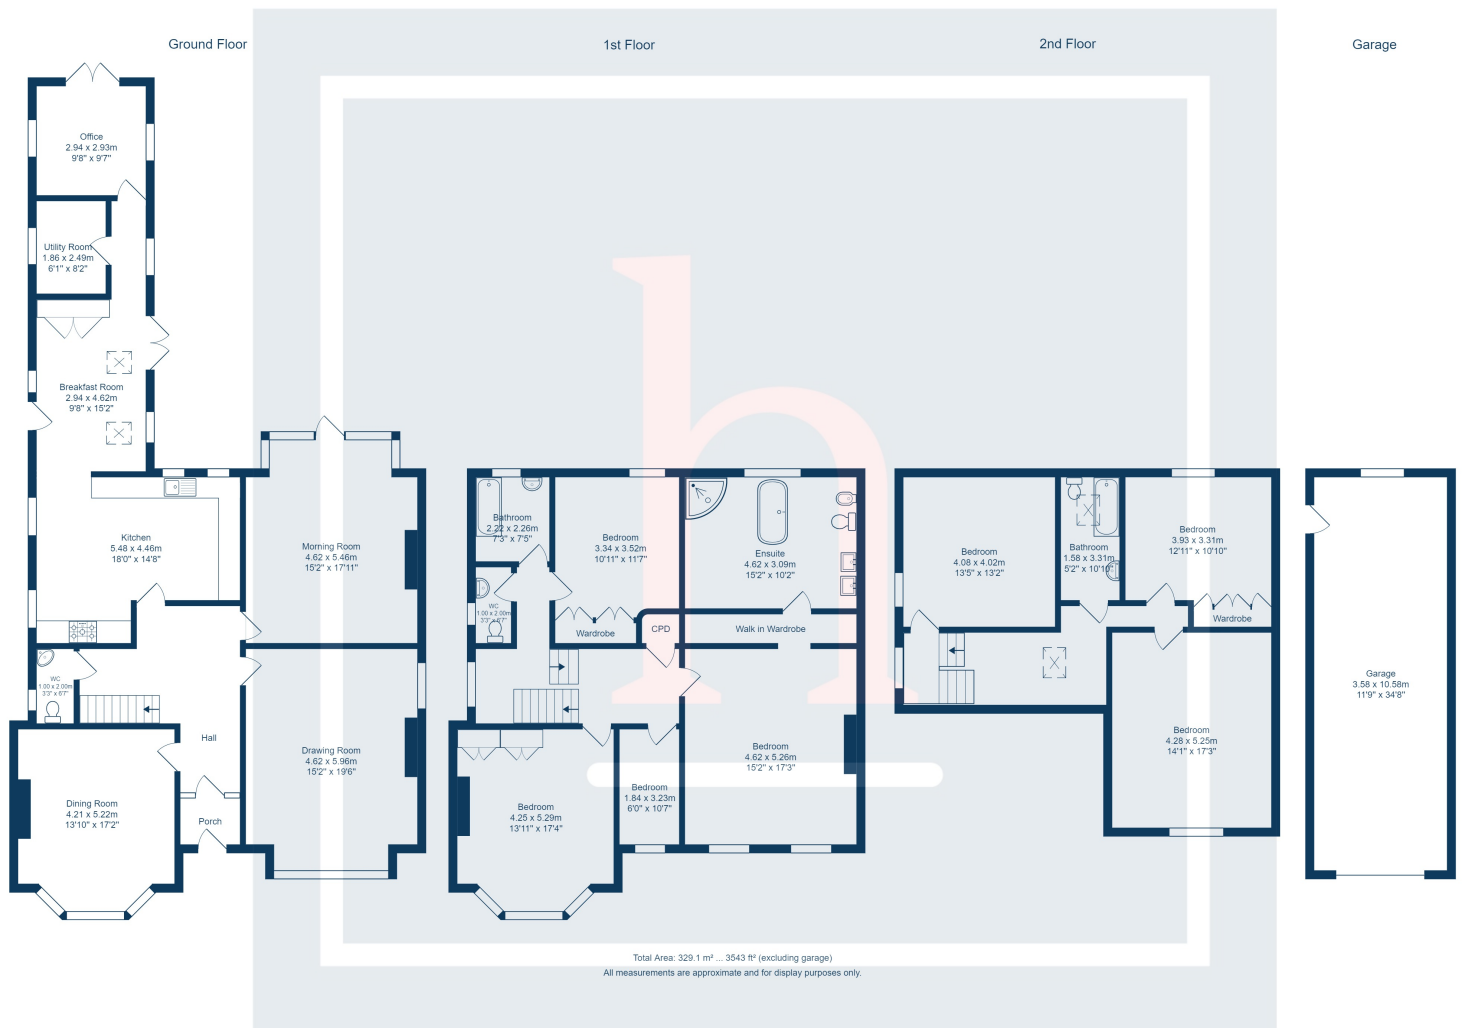 Ground Floor
1st Floor
2nd Floor
Garage
Office
2.94 x 2.93m
9'8" x 9'7"
Utility Room
1.86 x 2.49m
6'1" x 8'2"
Breakfast Room
2.94 x 4.62m
9'8" x 15'2"
Kitchen
5.48 x 4.46m
18'0" x 14'8"
Morning Room
4.62 x 5.46m
15'2" x 17'11"
WC
1.00 x 2.00m
3'3" x 6'7"
Hall
Drawing Room
4.62 x 5.96m
15'2" x 19'6"
Dining Room
4.21 x 5.22m
13'10" x 17'2"
Porch
Bathroom
2.22 x 2.26m
7'3" x 7'5"
Bedroom
3.34 x 3.52m
10'11" x 11'7"
Ensuite
4.62 x 3.09m
15'2" x 10'2"
WC
1.00 x 2.00m
3'3" x 6'7"
Wardrobe
CPD
Walk in Wardrobe
Bedroom
4.62 x 5.26m
15'2" x 17'3"
Bedroom
1.84 x 3.23m
6'0" x 10'7"
Bedroom
4.25 x 5.29m
13'11" x 17'4"
Bedroom
4.08 x 4.02m
13'5" x 13'2"
Bathroom
1.58 x 3.31m
5'2" x 10'10"
Bedroom
3.93 x 3.31m
12'11" x 10'10"
Wardrobe
Bedroom
4.28 x 5.25m
14'1" x 17'3"
Garage
3.58 x 10.58m
11'9" x 34'8"
h
Total Area: 329.1 m² ... 3543 ft² (excluding garage)
All measurements are approximate and for display purposes only.